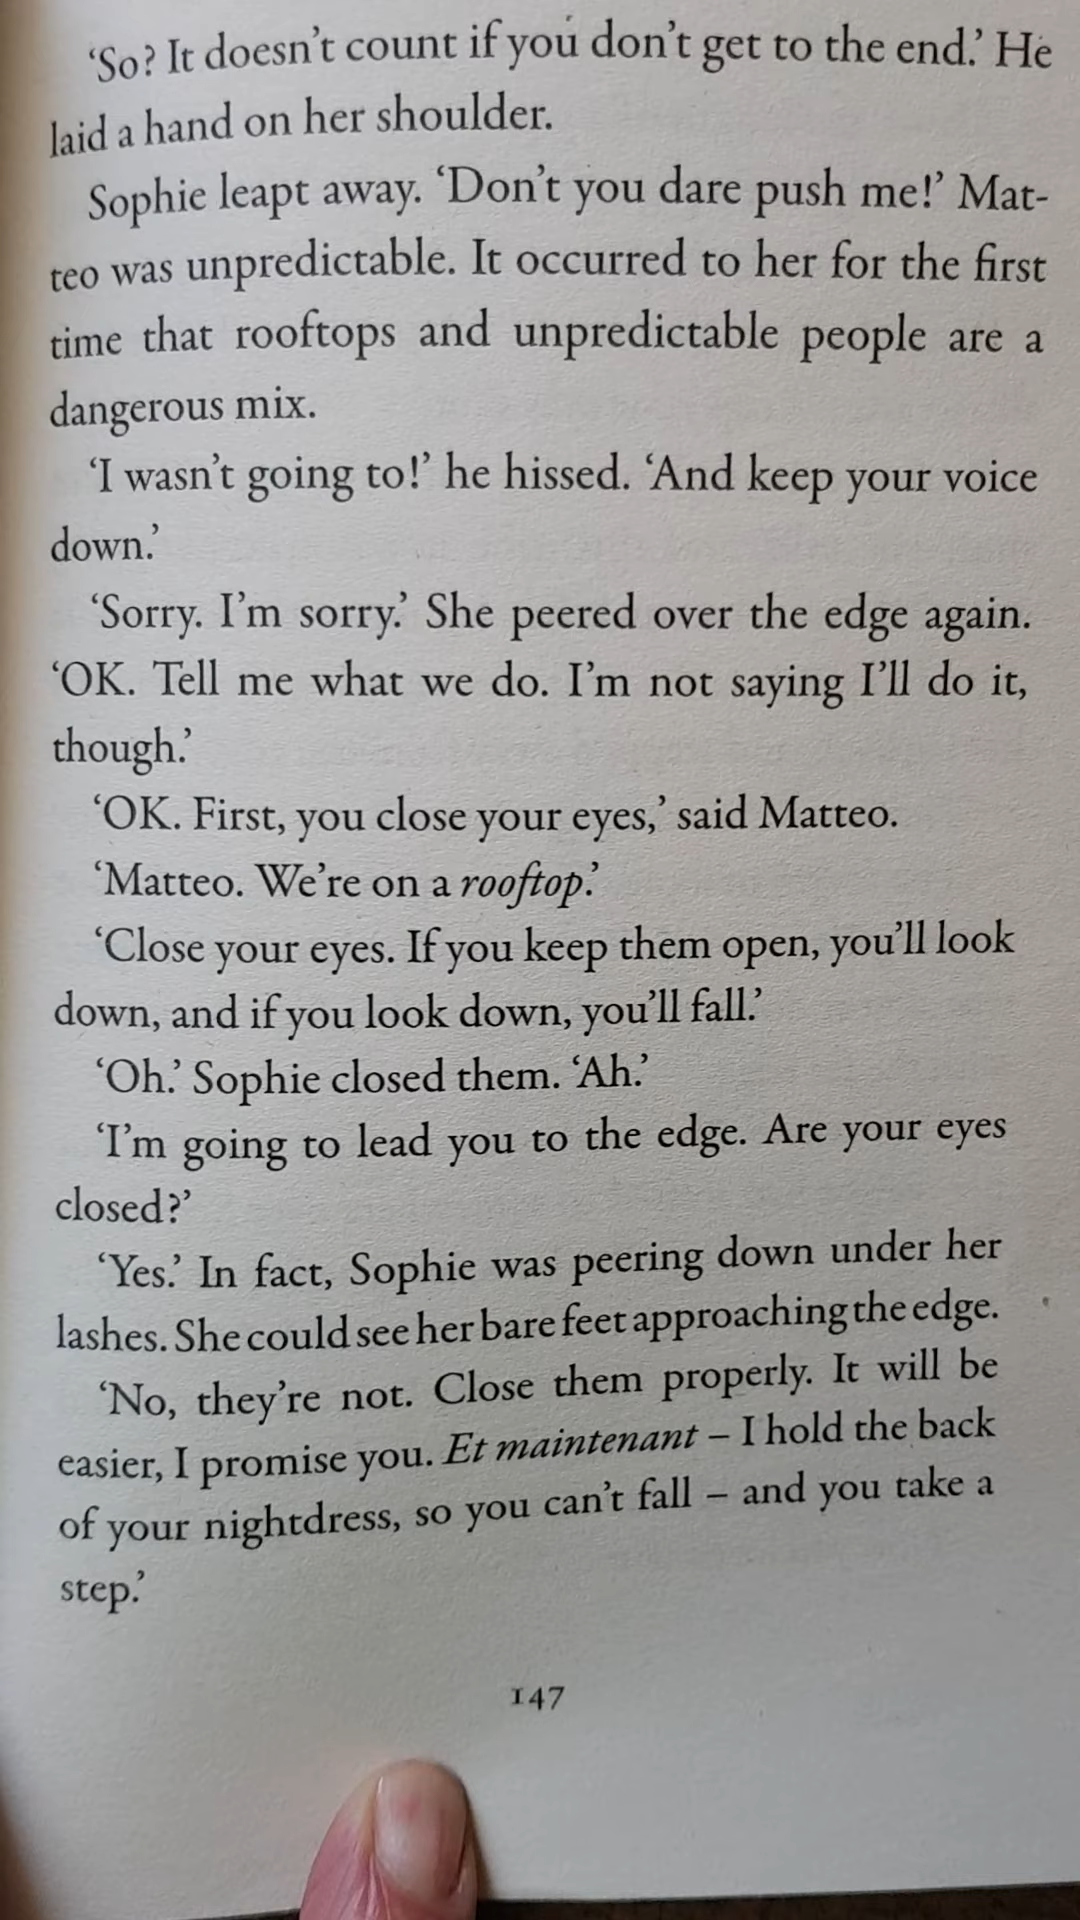 ‘So? It doesn’t count if you don’t get to the end.’ He
laid a hand on her shoulder.
Sophie leapt away. ‘Don’t you dare push me!’ Mat-
teo was unpredictable. It occurred to her for the first
time that rooftops and unpredictable people are a
dangerous mix.
‘I wasn’t going to!’ he hissed. ‘And keep your voice
down.’
‘Sorry. I’m sorry.’ She peered over the edge again.
‘OK. Tell me what we do. I’m not saying I’ll do it,
though.’
‘OK. First, you close your eyes,’ said Matteo.
‘Matteo. We’re on a rooftop.’
‘Close your eyes. If you keep them open, you’ll look
down, and if you look down, you’ll fall.’
‘Oh.’ Sophie closed them. ‘Ah.’
‘I’m going to lead you to the edge. Are your eyes
closed?’
‘Yes.’ In fact, Sophie was peering down under her
lashes. She could see her bare feet approaching the edge.
‘No, they’re not. Close them properly. It will be
easier, I promise you. Et maintenant – I hold the back
of your nightdress, so you can’t fall – and you take a
step.’
147